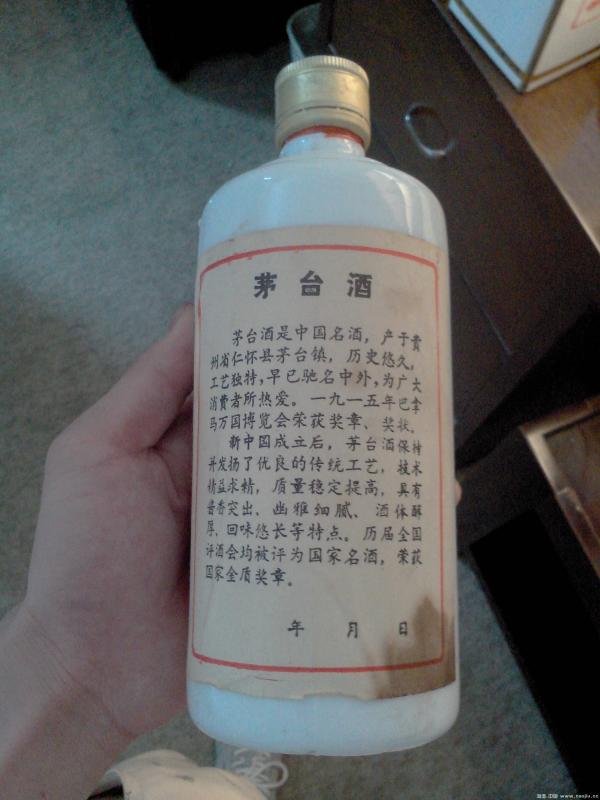 茅台酒
茅台酒是中国名酒，产于贵
州省仁怀县茅台镇，历史悠久，
工艺独特，早已驰名中外，为广大
消费者所热爱。一九一五年巴拿
马万国博览会荣获奖章、奖状。
新中国成立后，茅台酒保持
并发扬了优良的传统工艺，技术
精益求精，质量稳定提高，具有
酱香突出、幽雅细腻、酒体醇
厚、回味悠长等特点。历届全国
评酒会均被评为国家名酒，荣获
国家金质奖章。
年 月 日